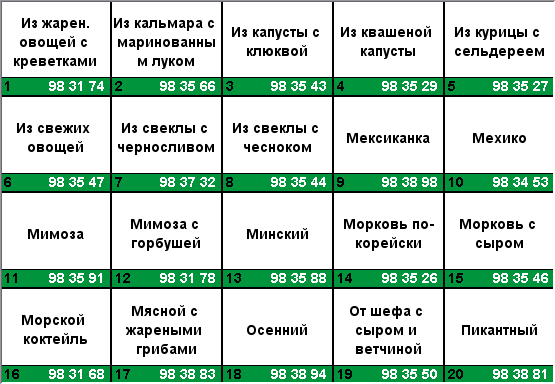 Из жарен.
овощей с
креветками
1 98 31 74
Из кальмара с
маринованны
м луком
2 98 35 66
Из капусты с
клюквой
3 98 35 43
Из квашеной
капусты
4 98 35 29
Из курицы с
сельдереем
5 98 35 27
Из свежих
овощей
6 98 35 47
Из свеклы с
черносливом
7 98 37 32
Из свеклы с
чесноком
8 98 35 44
Мексиканка
9 98 38 98
Мехико
10 98 34 53
Мимоза
11 98 35 91
Мимоза с
горбушей
12 98 31 78
Минский
13 98 35 88
Морковь по-
корейски
14 98 35 26
Морковь с
сыром
15 98 35 46
Морской
коктейль
16 98 31 68
Мясной с
жареными
грибами
17 98 38 83
Осенний
18 98 38 94
От шефа с
сыром и
ветчиной
19 98 35 50
Пикантный
20 98 38 81